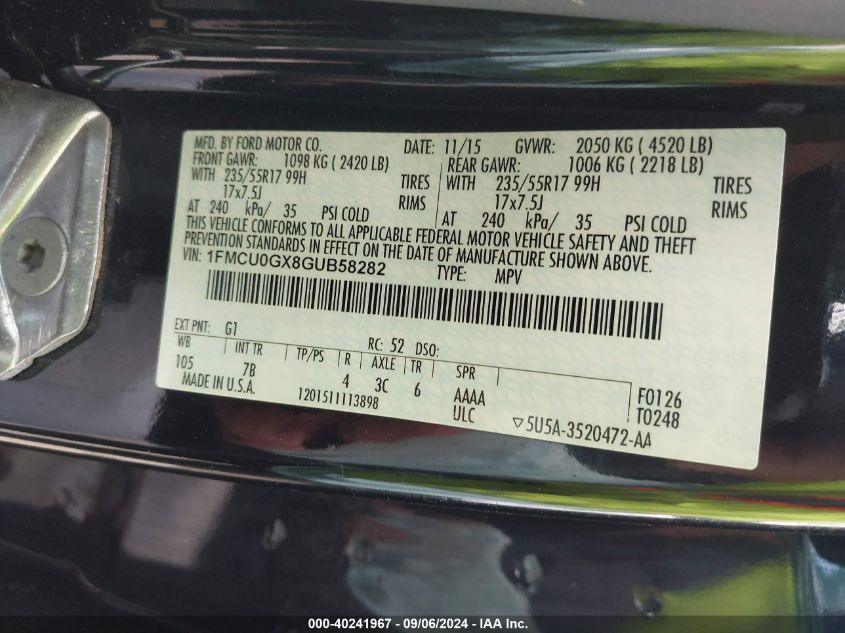 MFD. BY FORD MOTOR CO. DATE: 11/15 GVWR: 2050 KG ( 4520 LB)
FRONT GAWR: 1098 KG ( 2420 LB) REAR GAWR: 1006 KG ( 2218 LB)
WITH 235/55R17 99H TIRES WITH 235/55R17 99H TIRES
17x7.5J RIMS 17x7.5J RIMS
AT 240 kPa/ 35 PSI COLD AT 240 kPa/ 35 PSI COLD
THIS VEHICLE CONFORMS TO ALL APPLICABLE FEDERAL MOTOR VEHICLE SAFETY AND THEFT
PREVENTION STANDARDS IN EFFECT ON THE DATE OF MANUFACTURE SHOWN ABOVE.
VIN: 1FMCU0GX8GUB58282 TYPE: MPV
EXT PNT: G1 RC: 52 DSO:
WB INT TR TP/PS R AXLE TR SPR
105 7B 4 3C 6 AAAA F0126
MADE IN U.S.A. 1201511113898 ULC ▽5U5A-3520472-AA T0248
000-40241967 - 09/06/2024 - IAA Inc.